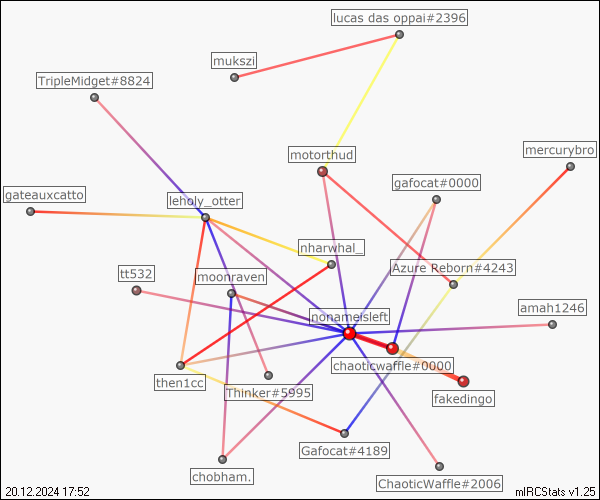 lucas das oppai#2396
mukszi
TripleMidget#8824
motorthud
mercurybro
gafocat#0000
gateauxcatto
leholy_otter
nharwhal_
Azure Reborn#4243
tt532
moonraven
nonameisleft
amah1246
chaoticwaffle#0000
then1cc
Thinker#5995
fakedingo
Gafocat#4189
chobham.
ChaoticWaffle#2006
20.12.2024 17:52
mIRCStats v1.25